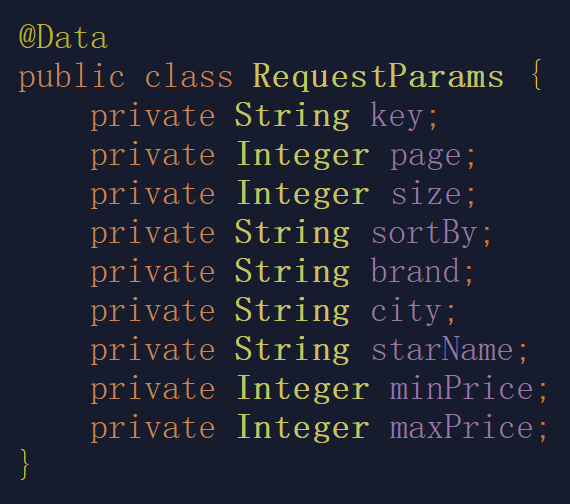 @Data
public class RequestParams {
    private String key;
    private Integer page;
    private Integer size;
    private String sortBy;
    private String brand;
    private String city;
    private String starName;
    private Integer minPrice;
    private Integer maxPrice;
}